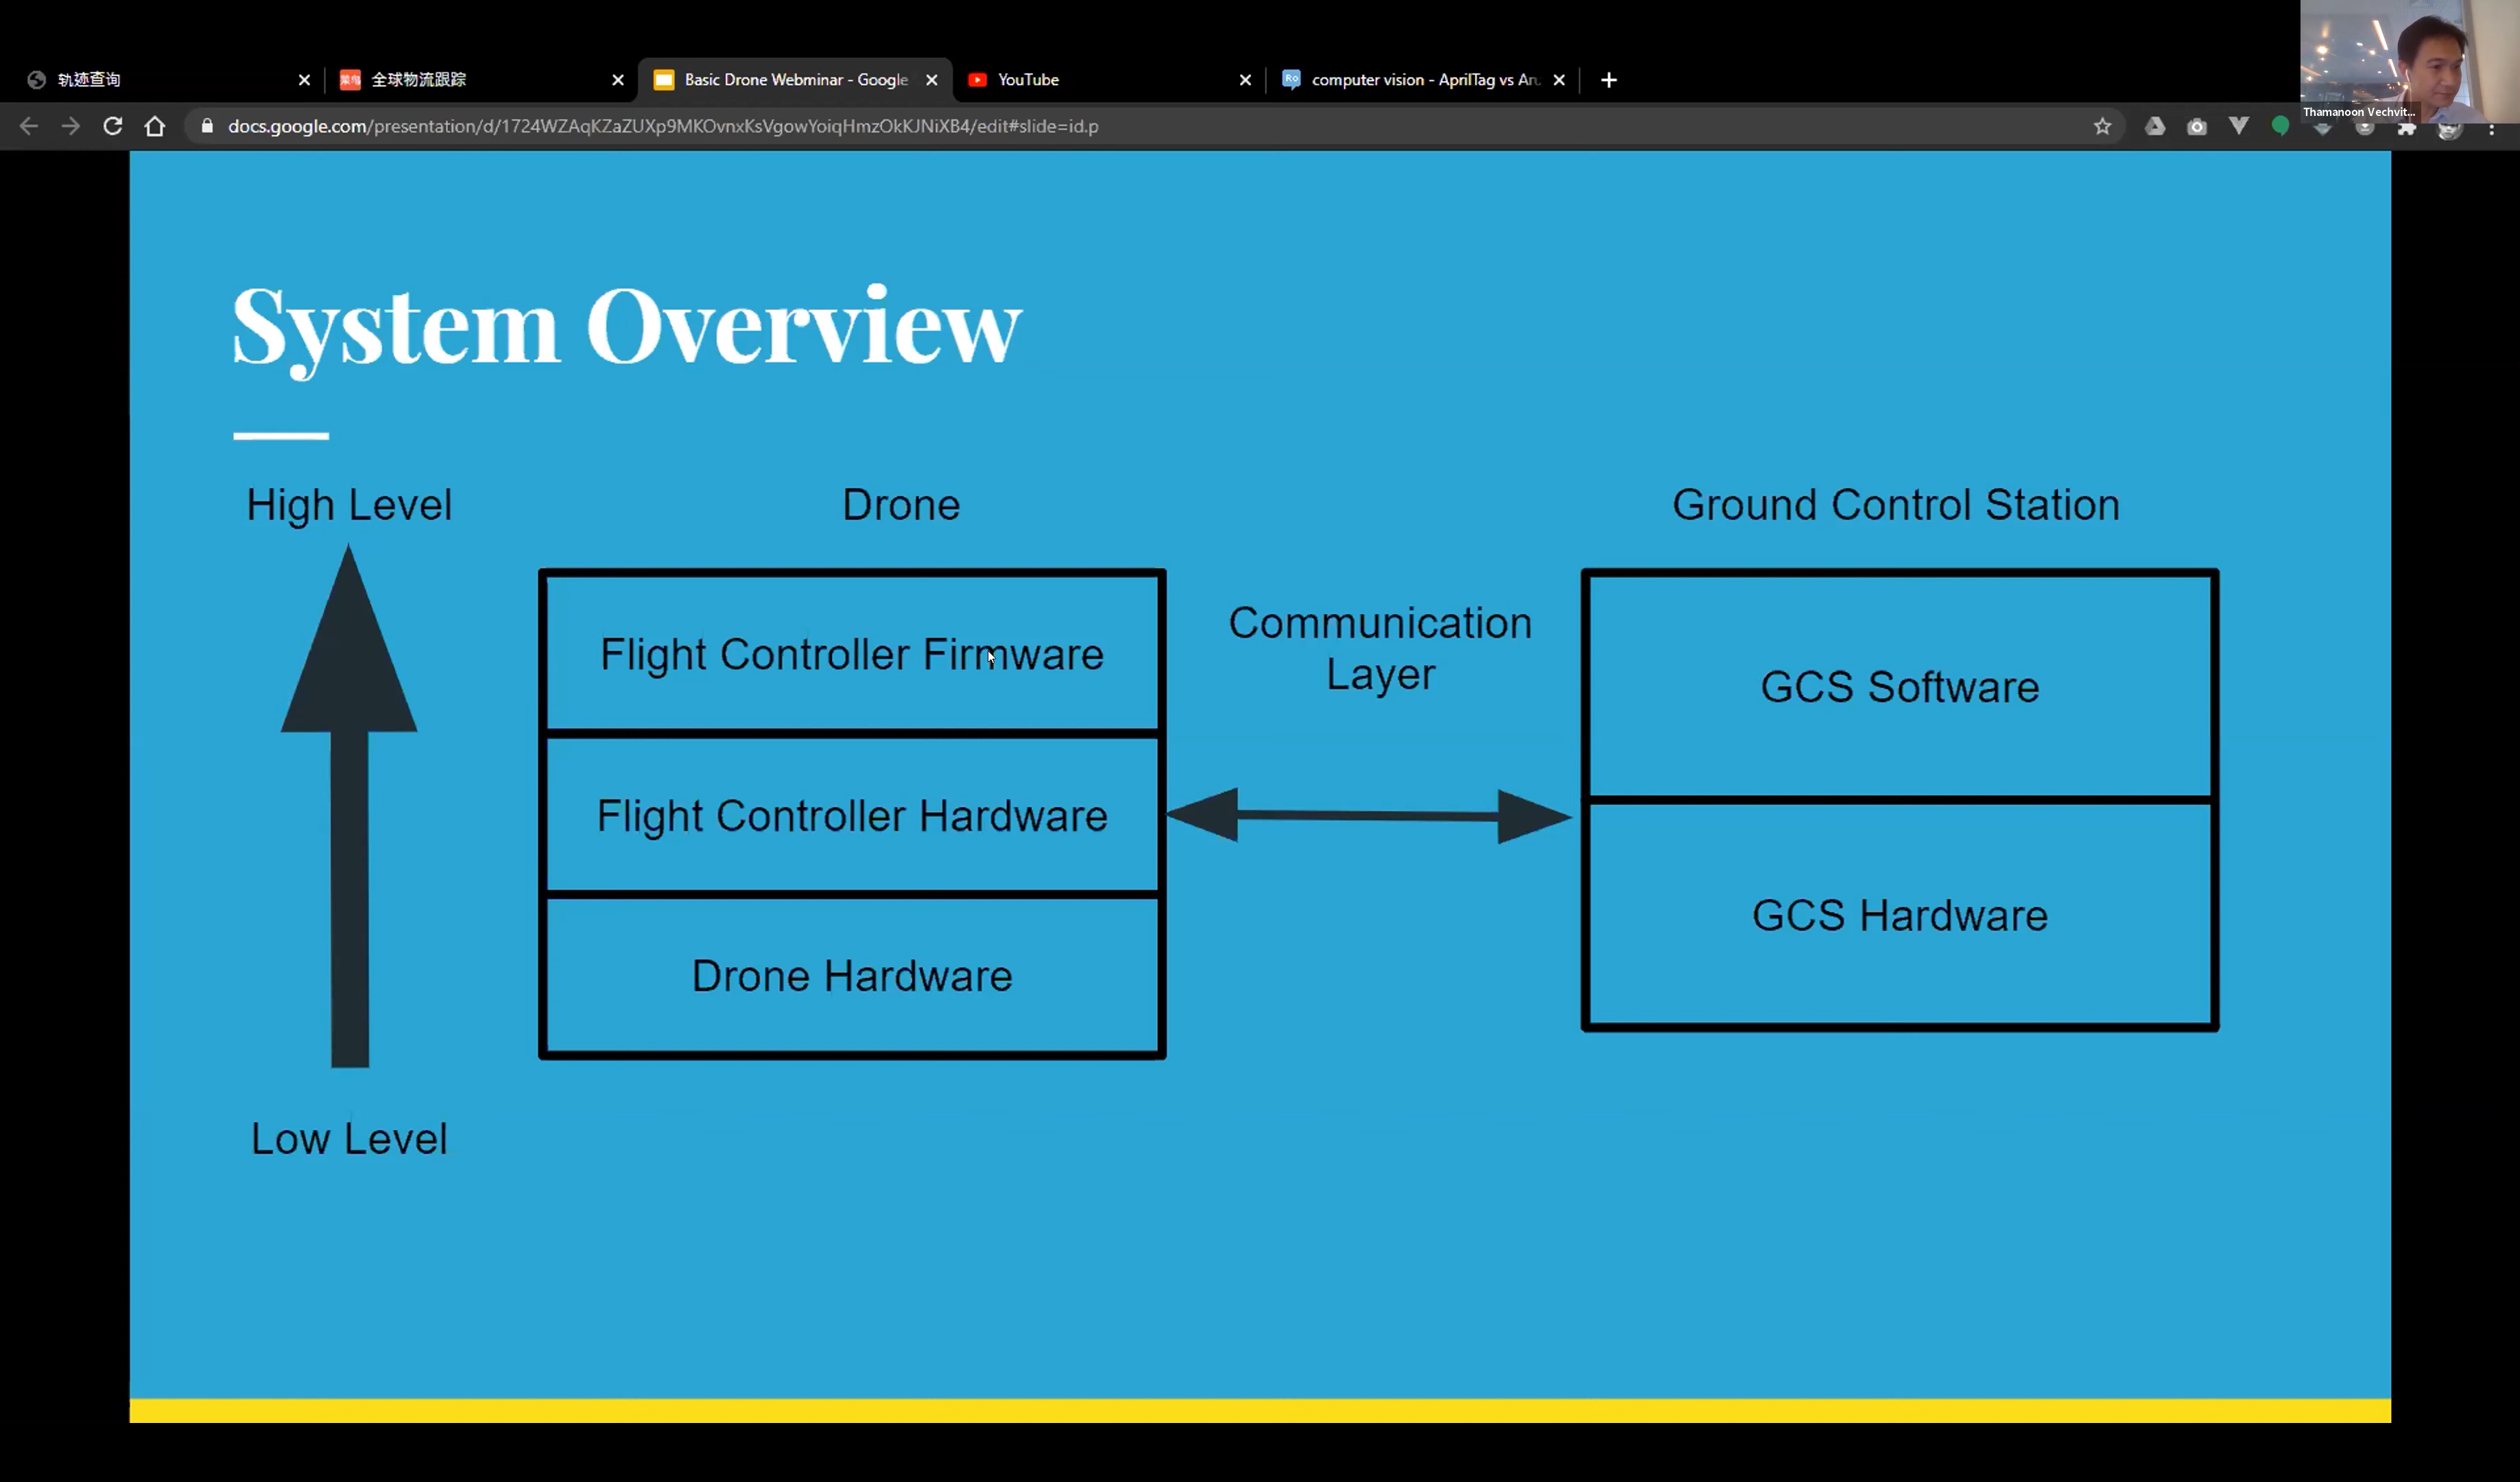 轨迹查询
全球物流跟踪
Basic Drone Webminar - Google
YouTube
computer vision - AprilTag vs Aru
docs.google.com/presentation/d/1724WZAqKZaZUXp9MKOvnxKsVgowYoiqHmzOkKJNiXB4/edit#slide=id.p
Thamanoon Vechvit...
System Overview
High Level
Drone
Ground Control Station
Flight Controller Firmware
Communication
Layer
GCS Software
Flight Controller Hardware
GCS Hardware
Drone Hardware
Low Level